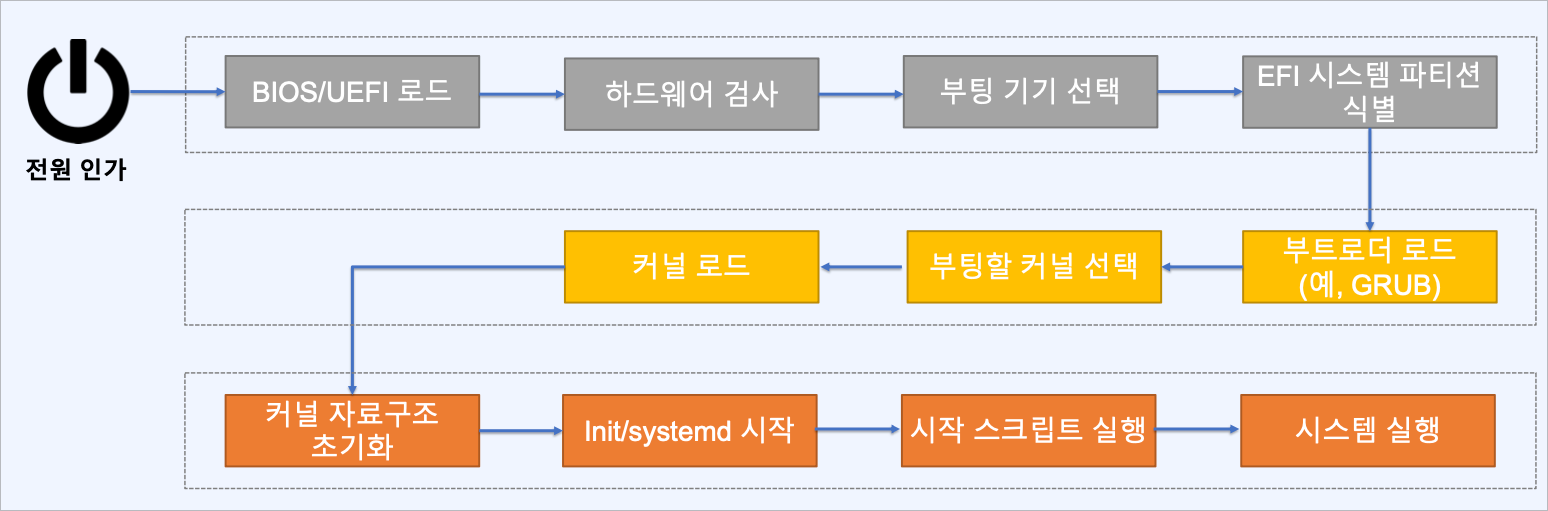 전원 인가
BIOS/UEFI 로드
하드웨어 검사
부팅 기기 선택
EFI 시스템 파티션
식별
부트로더 로드
(예, GRUB)
부팅할 커널 선택
커널 로드
커널 자료구조
초기화
Init/systemd 시작
시작 스크립트 실행
시스템 실행